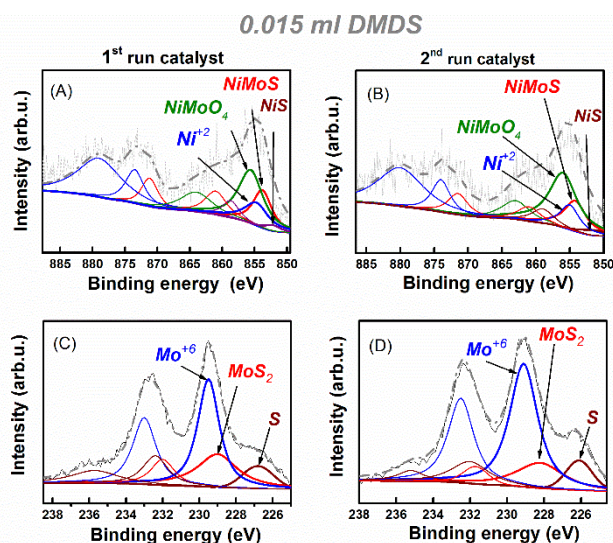 0.015 ml DMDS
1st run catalyst
2nd run catalyst
Intensity (arb.u.)
(A)
NiMoS
NiMoO4
NiS
Ni+2
885 880 875 870 865 860 855 850
Binding energy (eV)
Intensity (arb.u.)
(B)
NiMoS
NiS
NiMoO4
Ni+2
885 880 875 870 865 860 855 850
Binding energy (eV)
Intensity (arb.u.)
(C)
Mo+6
MoS2
S
238 236 234 232 230 228 226
Binding energy (eV)
Intensity (arb.u.)
(D)
Mo+6
MoS2
S
238 236 234 232 230 228 226
Binding energy (eV)